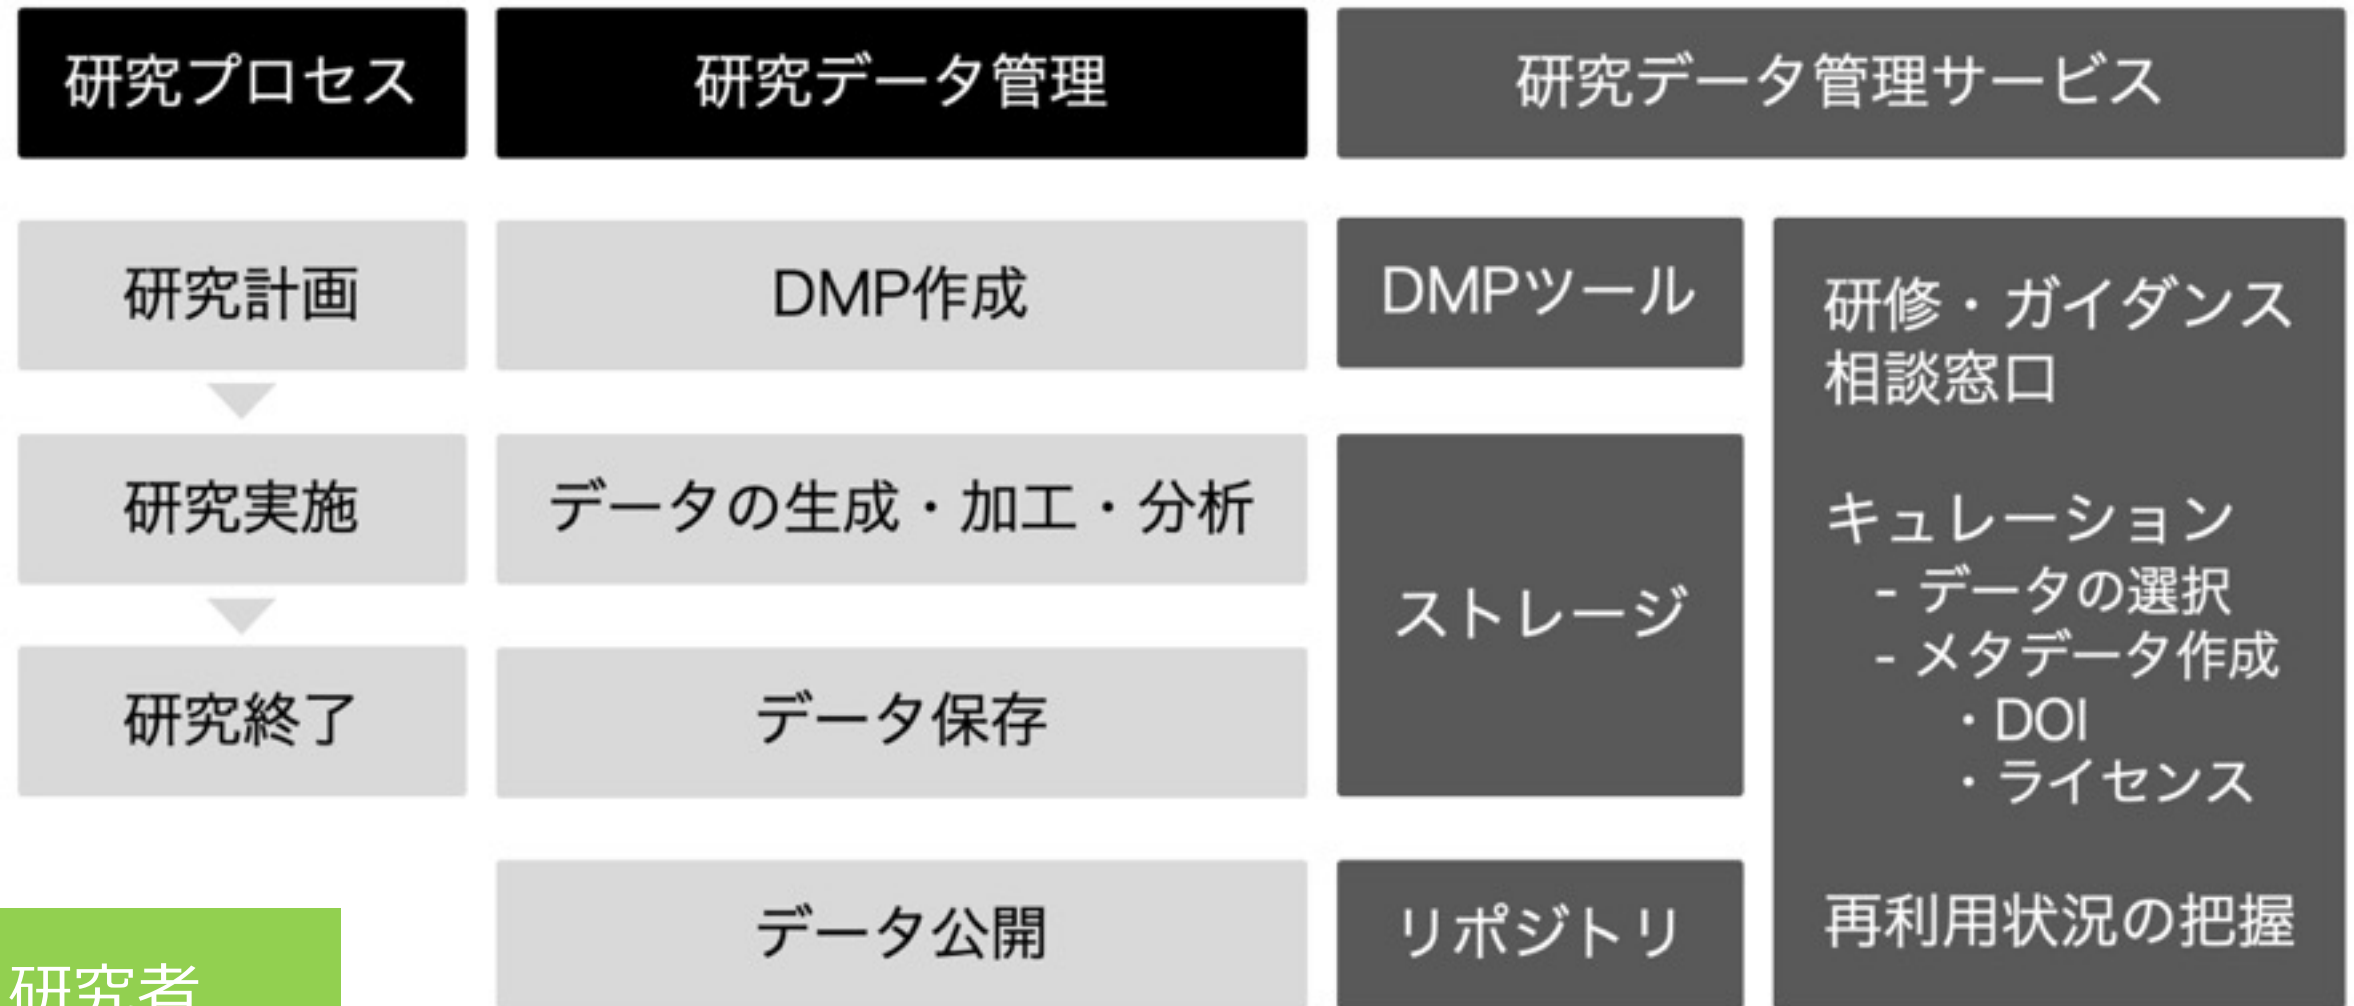 研究プロセス
研究データ管理
研究データ管理サービス
研究計画
DMP作成
DMPツール
研究実施
データの生成・加工・分析
ストレージ
研究終了
データ保存
データ公開
リポジトリ
研修・ガイダンス
相談窓口
キュレーション
- データの選択
- メタデータ作成
・DOI
・ライセンス
再利用状況の把握
研究者